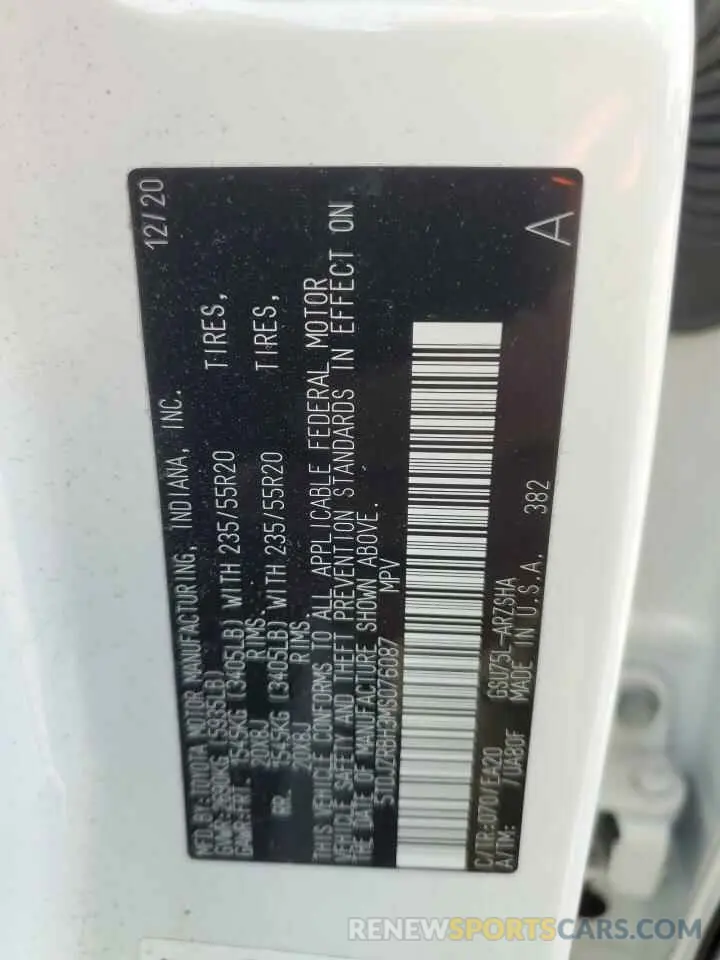 MFD. BY: TOYOTA MOTOR MANUFACTURING, INDIANA, INC. 12/20
GVWR: 2690KG (5935LB)
GAWR: FRT. 1545KG (3405LB) WITH 235/55R20 TIRES,
20X8J RIMS.
RR. 1545KG (3405LB) WITH 235/55R20 TIRES,
20X8J RIMS.
THIS VEHICLE CONFORMS TO ALL APPLICABLE FEDERAL MOTOR
VEHICLE SAFETY AND THEFT PREVENTION STANDARDS IN EFFECT ON
THE DATE OF MANUFACTURE SHOWN ABOVE.
5TDJZRBH3MS076087 MPV
C/TR: 070/EA20 GSU75L-ARZSHA
A/TM: /UA80F MADE IN U.S.A. 382
A
RENEWSPORTSCARS.COM